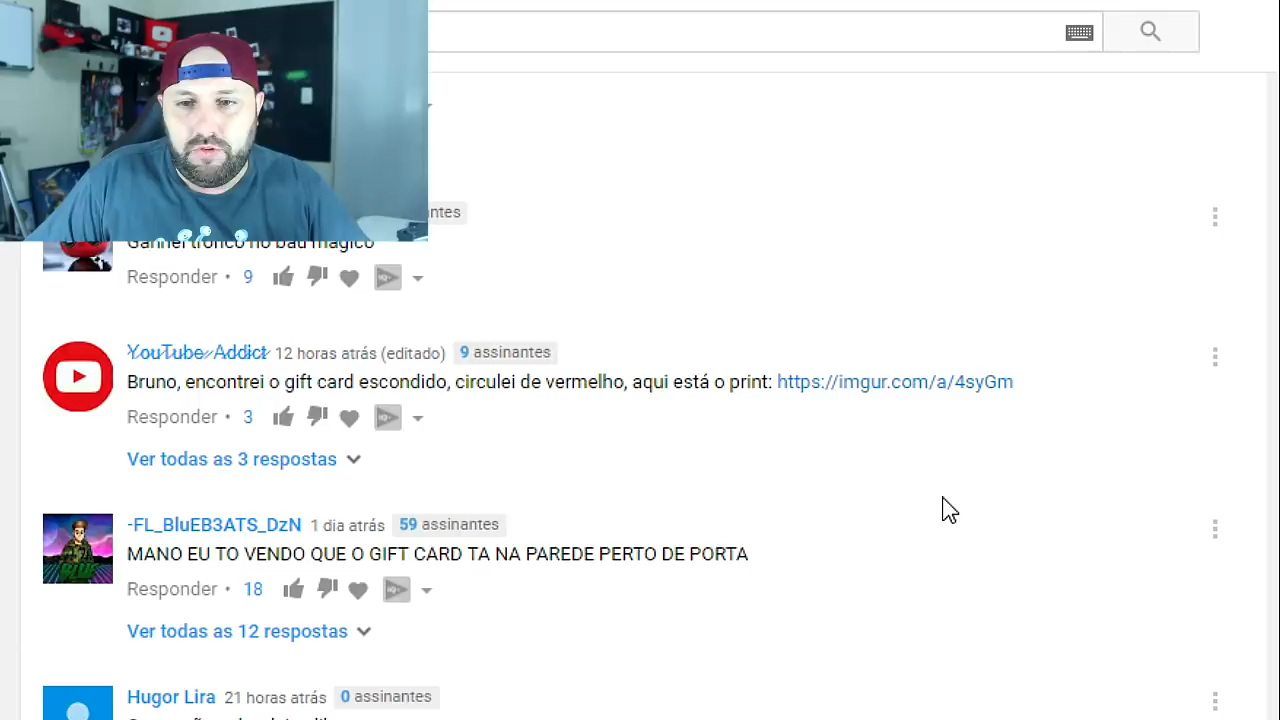 Ganhei tronco no baú mágico
Responder • 9
YouTube Addict 12 horas atrás (editado) 9 assinantes
Bruno, encontrei o gift card escondido, circulei de vermelho, aqui está o print: https://imgur.com/a/4syGm
Responder • 3
Ver todas as 3 respostas
-FL_BluEB3ATS_DzN 1 dia atrás 59 assinantes
MANO EU TO VENDO QUE O GIFT CARD TA NA PAREDE PERTO DE PORTA
Responder • 18
Ver todas as 12 respostas
Hugor Lira 21 horas atrás 0 assinantes